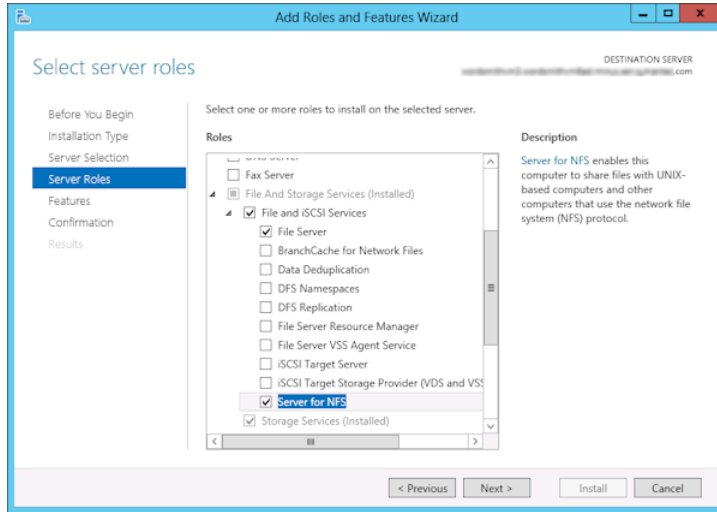 Add Roles and Features Wizard
Select server roles
DESTINATION SERVER
.com
Before You Begin
Installation Type
Server Selection
Server Roles
Features
Confirmation
Results
Select one or more roles to install on the selected server.
Roles
Fax Server
File And Storage Services (Installed)
File and iSCSI Services
File Server
BranchCache for Network Files
Data Deduplication
DFS Namespaces
DFS Replication
File Server Resource Manager
File Server VSS Agent Service
iSCSI Target Server
iSCSI Target Storage Provider (VDS and VSS
Server for NFS
Storage Services (Installed)
Description
Server for NFS enables this
computer to share files with UNIX-
based computers and other
computers that use the network file
system (NFS) protocol.
< Previous
Next >
Install
Cancel